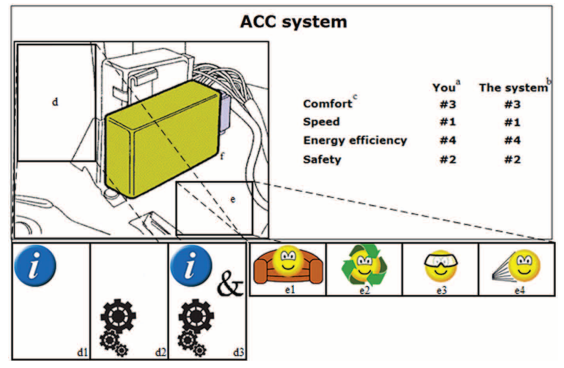 ACC system
d
You^a The system^b
Comfort^c #3 #3
Speed #1 #1
Energy efficiency #4 #4
Safety #2 #2
f
e
i i &
d1 d2 d3
e1 e2 e3 e4